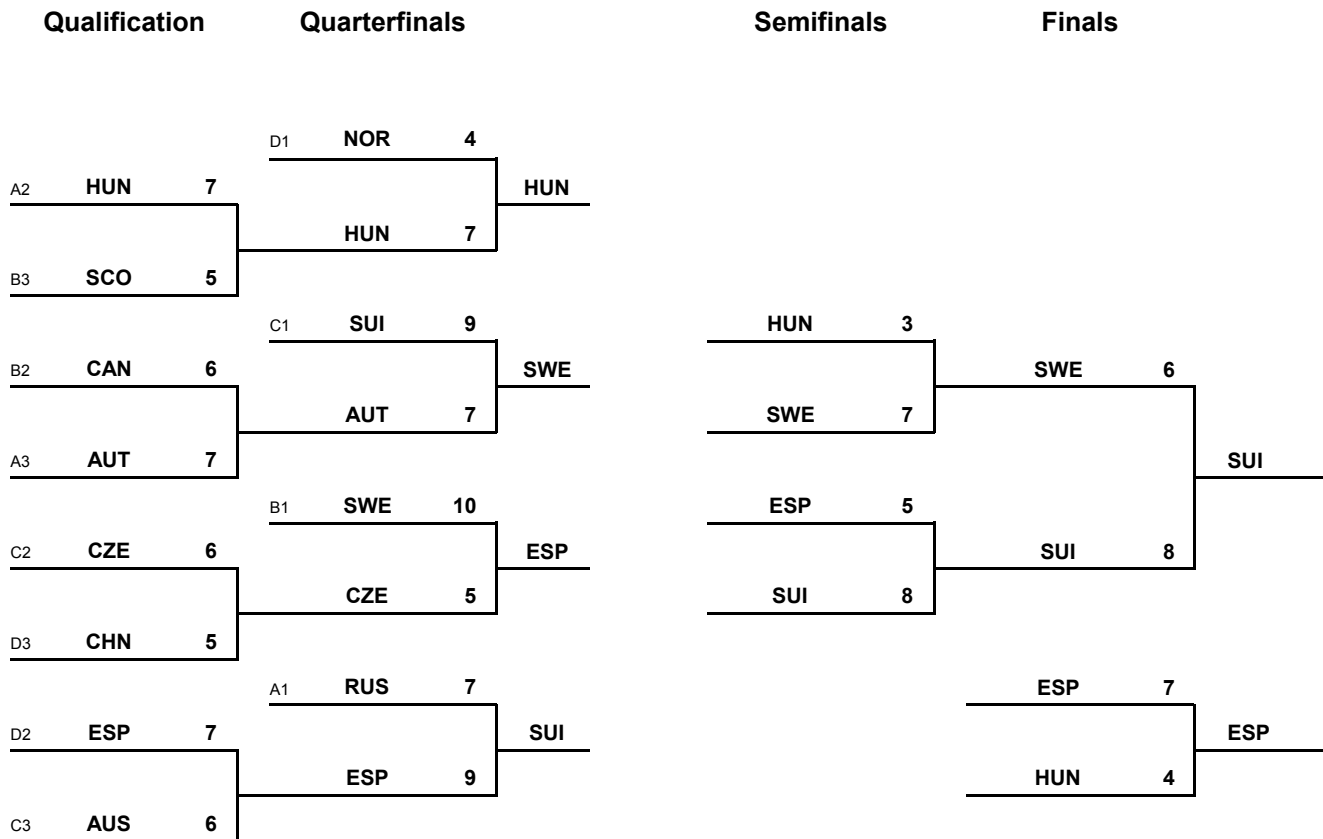 Qualification Quarterfinals Semifinals Finals
D1 NOR 4
A2 HUN 7 HUN
HUN 7
B3 SCO 5
C1 SUI 9 HUN 3
B2 CAN 6 SWE SWE 6
AUT 7 SWE 7
A3 AUT 7 SUI
B1 SWE 10 ESP 5
C2 CZE 6 ESP SUI 8
CZE 5 SUI 8
D3 CHN 5
A1 RUS 7 ESP 7
D2 ESP 7 SUI ESP
ESP 9 HUN 4
C3 AUS 6